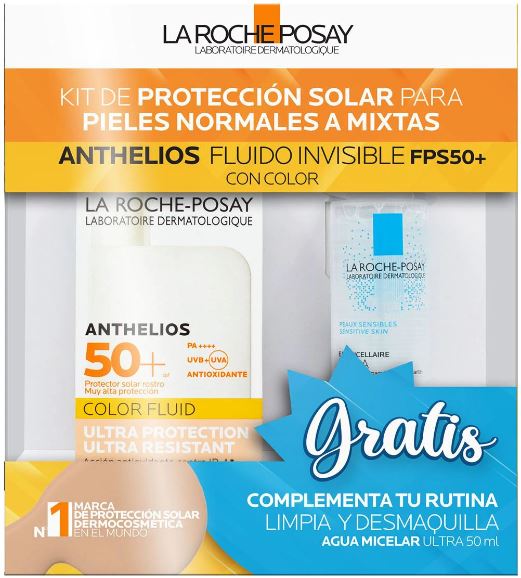 LA ROCHE POSAY
LABORATOIRE DERMATOLOGIQUE
KIT DE PROTECCIÓN SOLAR PARA
PIELES NORMALES A MIXTAS
ANTHELIOS FLUIDO INVISIBLE FPS50+
CON COLOR
LA ROCHE-POSAY
LABORATOIRE DERMATOLOGIQUE
ANTHELIOS
50+
PA ++++
UVB + UVA
ANTIOXIDANTE
Protector solar rostro
Muy alta protección
COLOR FLUID
ULTRA PROTECTION
ULTRA RESISTANT
LA ROCHE-POSAY
LABORATOIRE DERMATOLOGIQUE
PEAUX SENSIBLES
SENSITIVE SKIN
gratis
COMPLEMENTA TU RUTINA
LIMPIA Y DESMAQUILLA
AGUA MICELAR ULTRA 50 ml
N°1 MARCA
DE PROTECCIÓN SOLAR
DERMOCOSMÉTICA
EN EL MUNDO